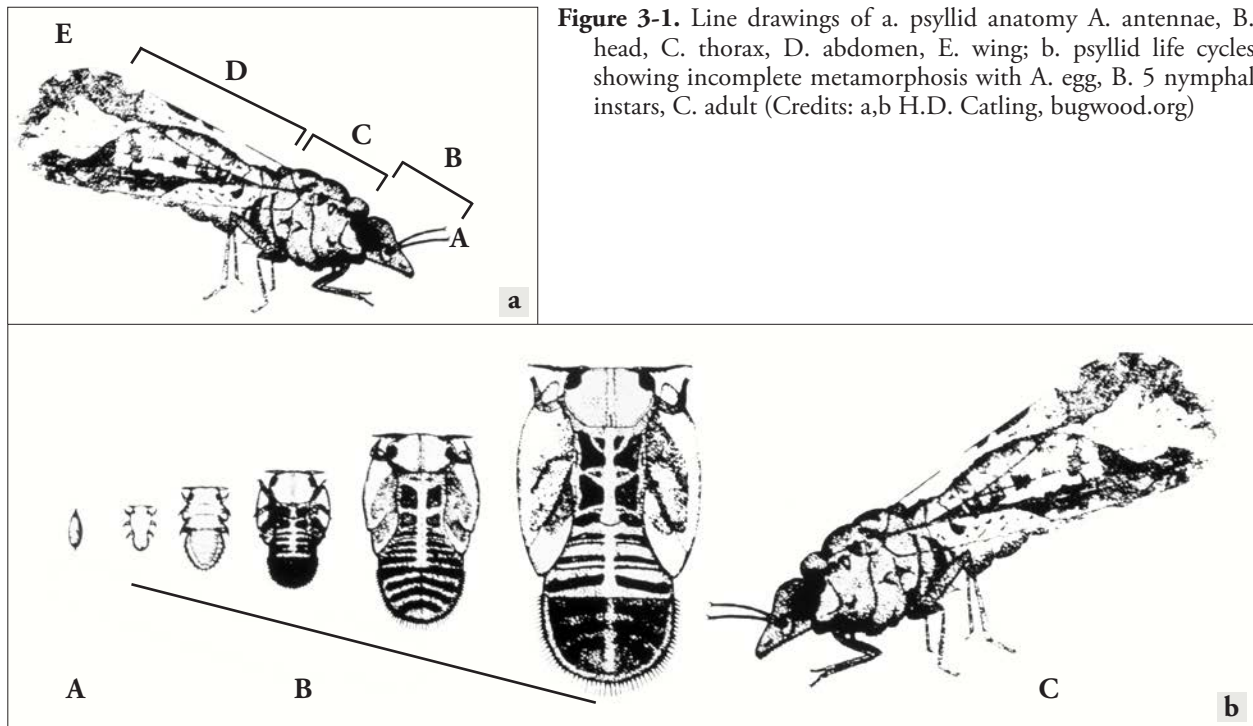 E
D
C
B
A
a
Figure 3-1. Line drawings of a. psyllid anatomy A. antennae, B.
head, C. thorax, D. abdomen, E. wing; b. psyllid life cycles
showing incomplete metamorphosis with A. egg, B. 5 nymphal
instars, C. adult (Credits: a,b H.D. Catling, bugwood.org)
A
B
C
b